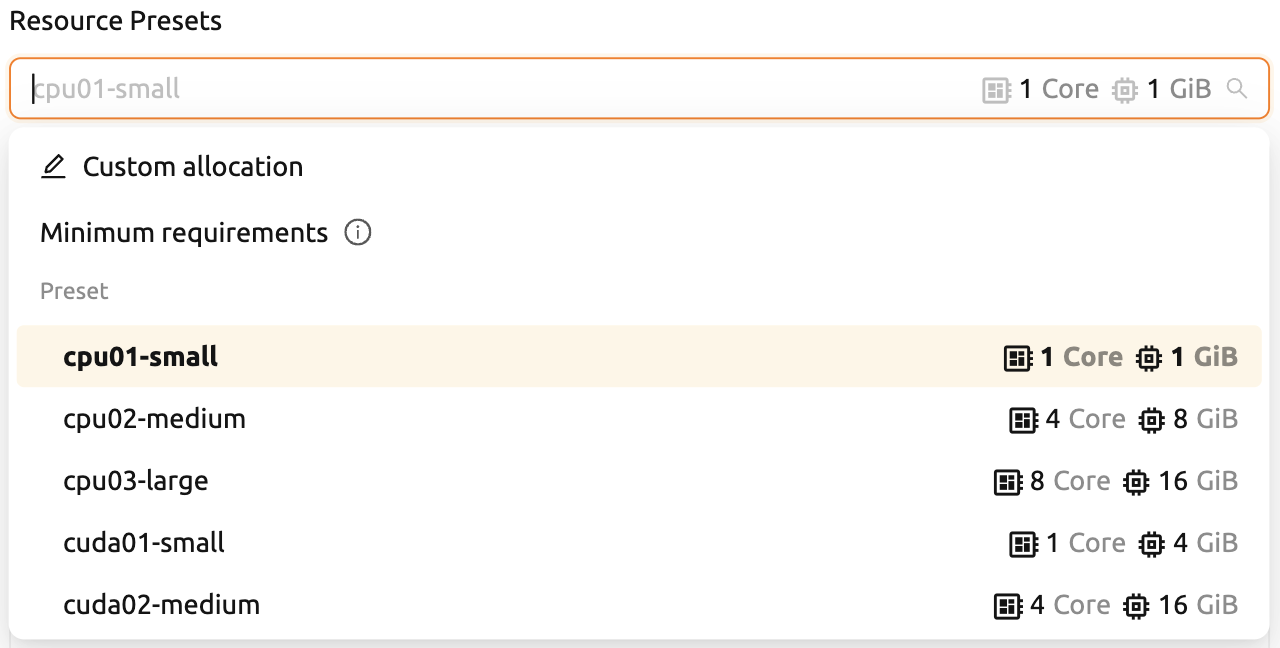 Resource Presets
cpu01-small 1 Core 1 GiB
Custom allocation
Minimum requirements
Preset
cpu01-small 1 Core 1 GiB
cpu02-medium 4 Core 8 GiB
cpu03-large 8 Core 16 GiB
cuda01-small 1 Core 4 GiB
cuda02-medium 4 Core 16 GiB